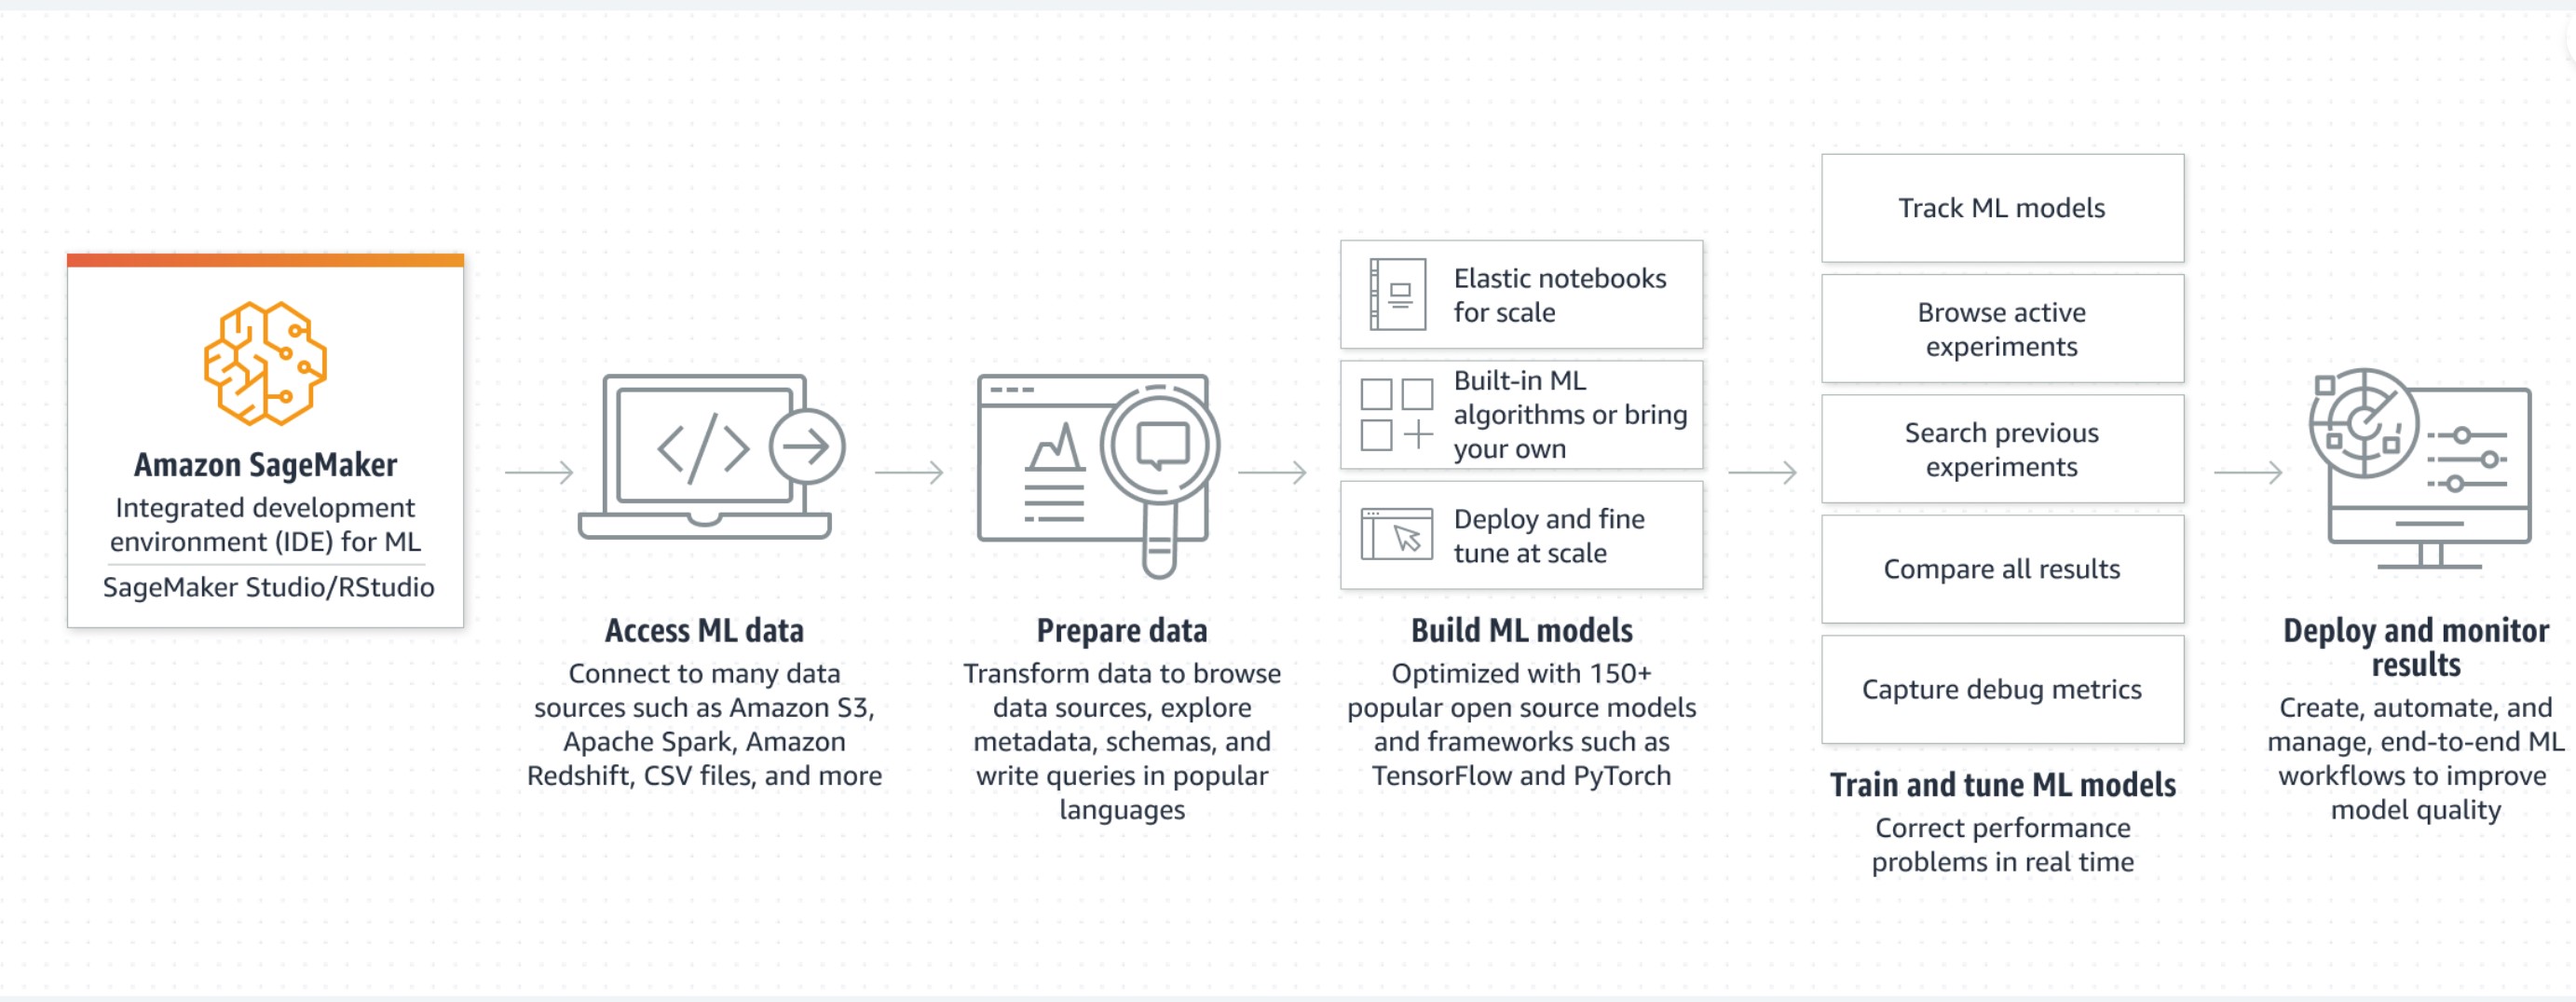 Amazon SageMaker
Integrated development
environment (IDE) for ML
SageMaker Studio/RStudio
Access ML data
Connect to many data
sources such as Amazon S3,
Apache Spark, Amazon
Redshift, CSV files, and more
Prepare data
Transform data to browse
data sources, explore
metadata, schemas, and
write queries in popular
languages
Elastic notebooks
for scale
Built-in ML
algorithms or bring
your own
Deploy and fine
tune at scale
Build ML models
Optimized with 150+
popular open source models
and frameworks such as
TensorFlow and PyTorch
Track ML models
Browse active
experiments
Search previous
experiments
Compare all results
Capture debug metrics
Train and tune ML models
Correct performance
problems in real time
Deploy and monitor
results
Create, automate, and
manage, end-to-end ML
workflows to improve
model quality